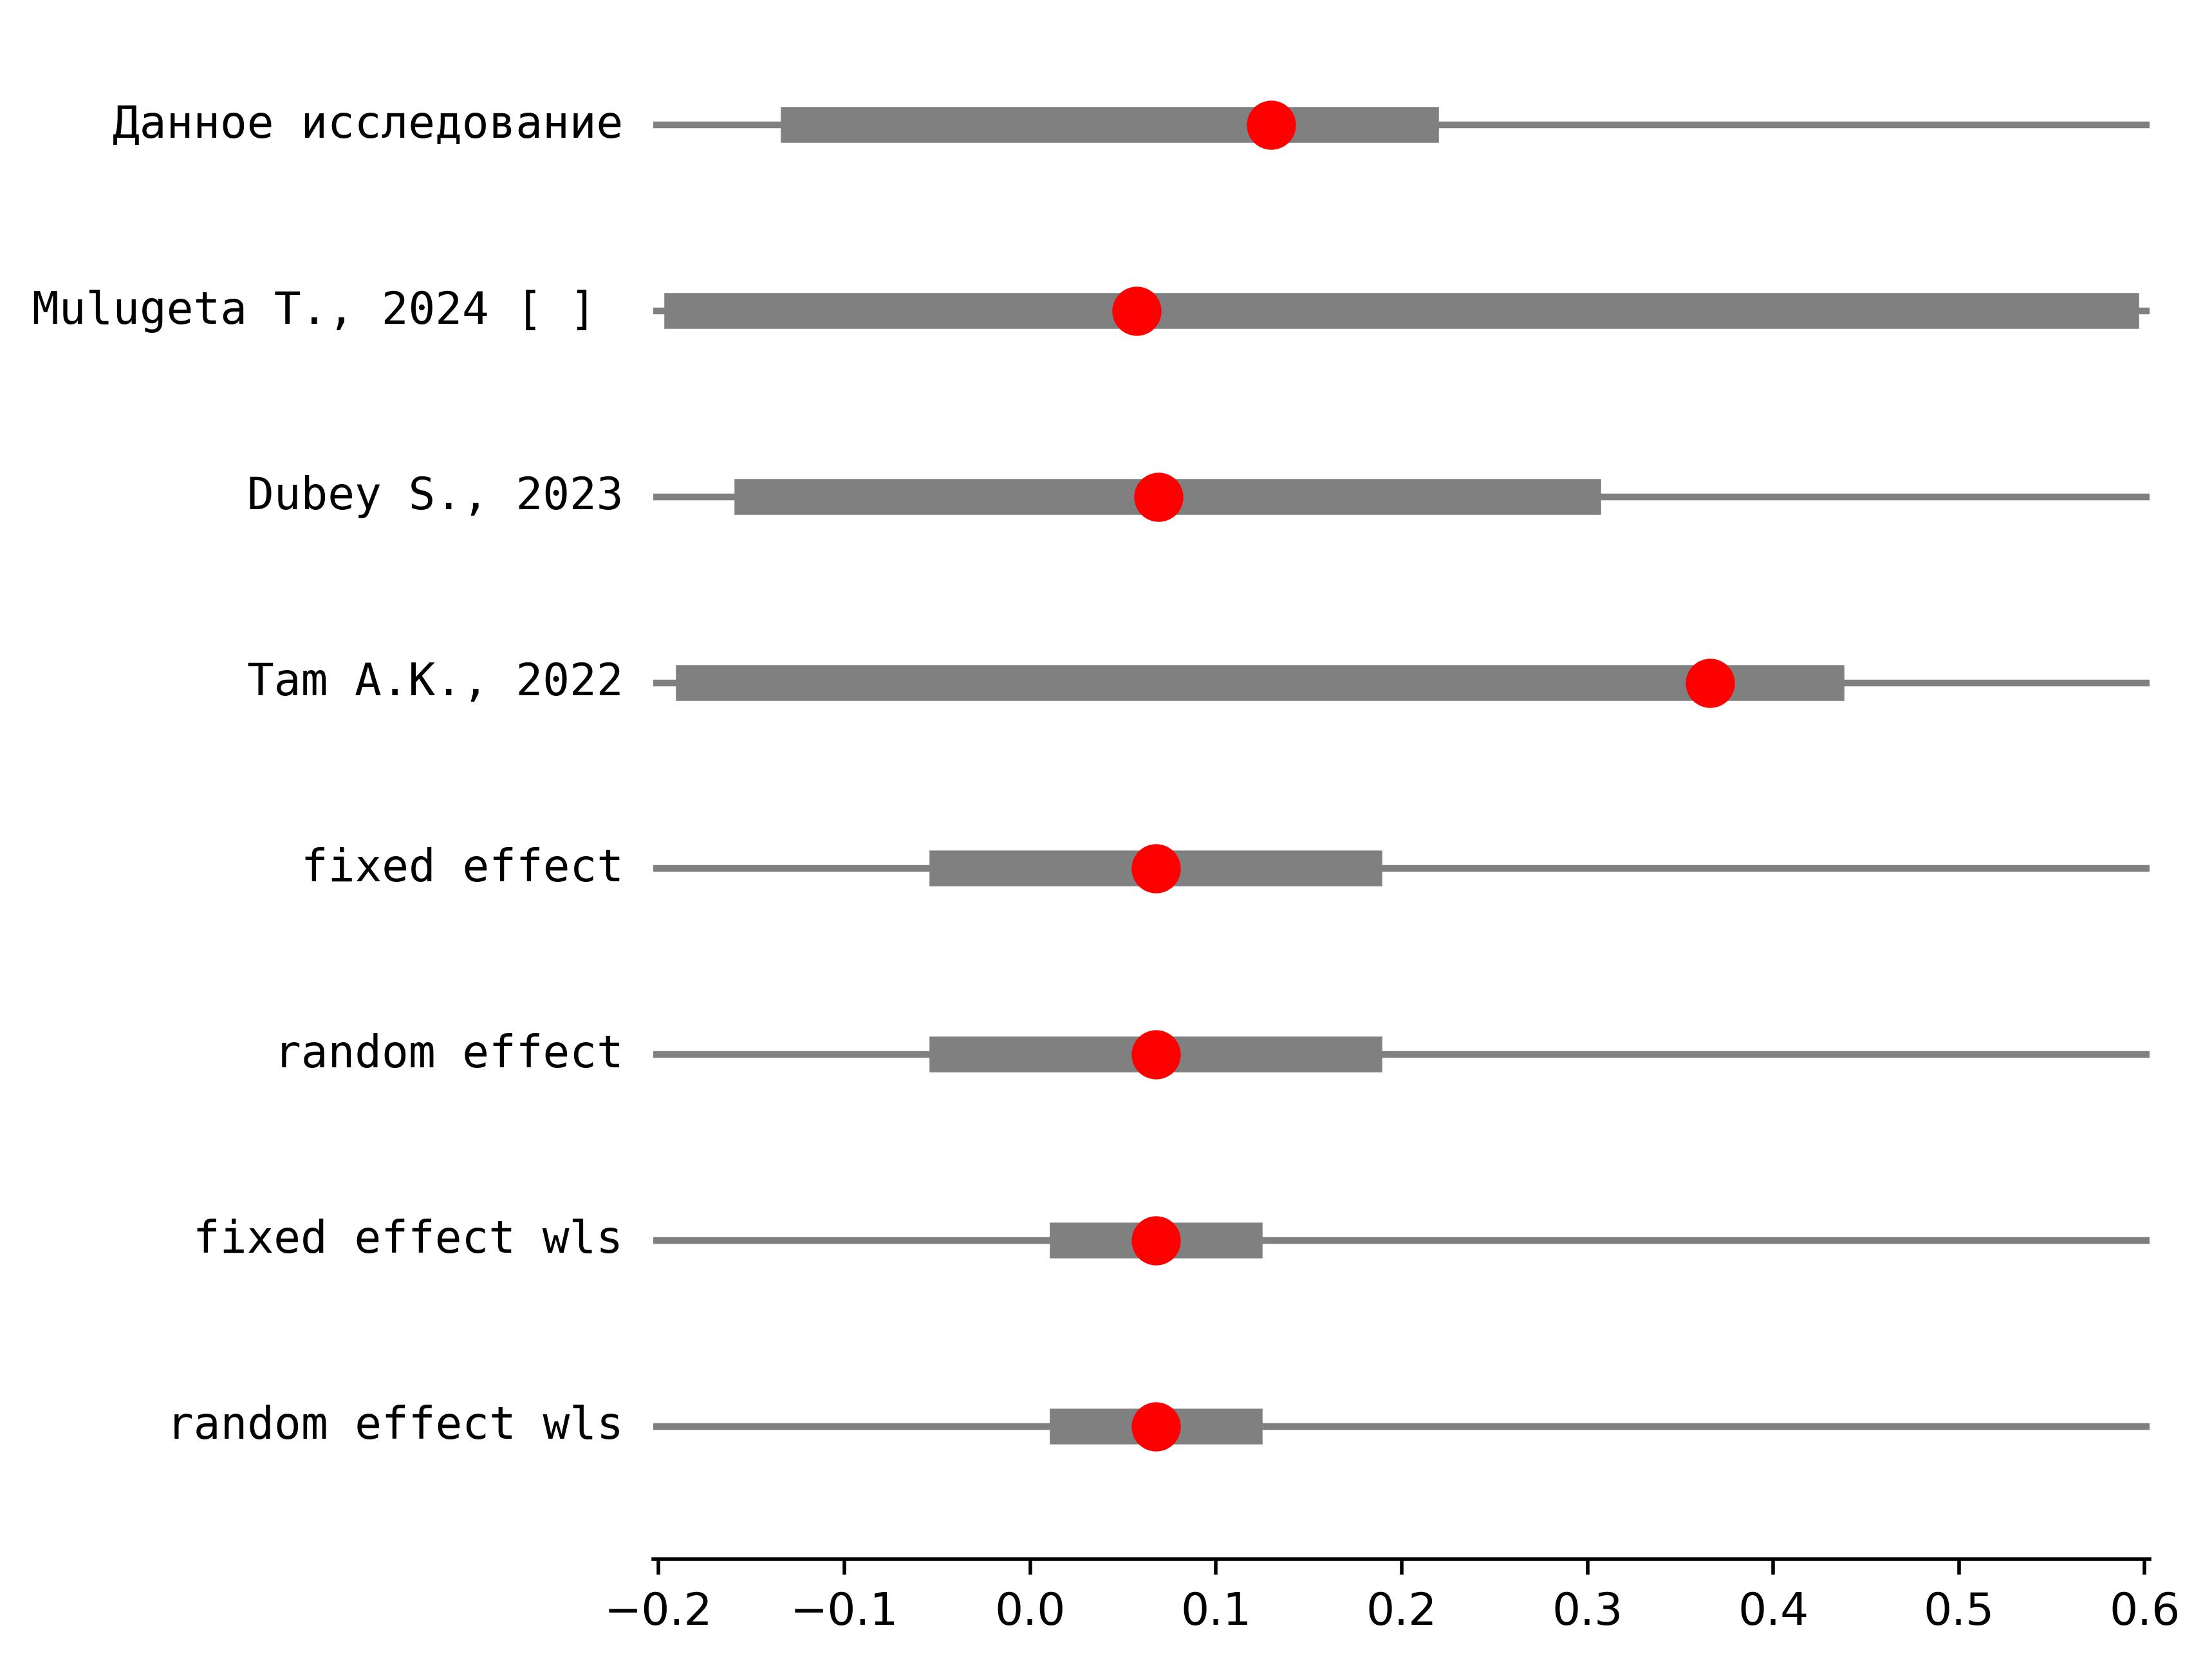 Данное исследование
Mulugeta T., 2024 [ ]
Dubey S., 2023
Tam A.K., 2022
fixed effect
random effect
fixed effect wls
random effect wls
−0.2 −0.1 0.0 0.1 0.2 0.3 0.4 0.5 0.6